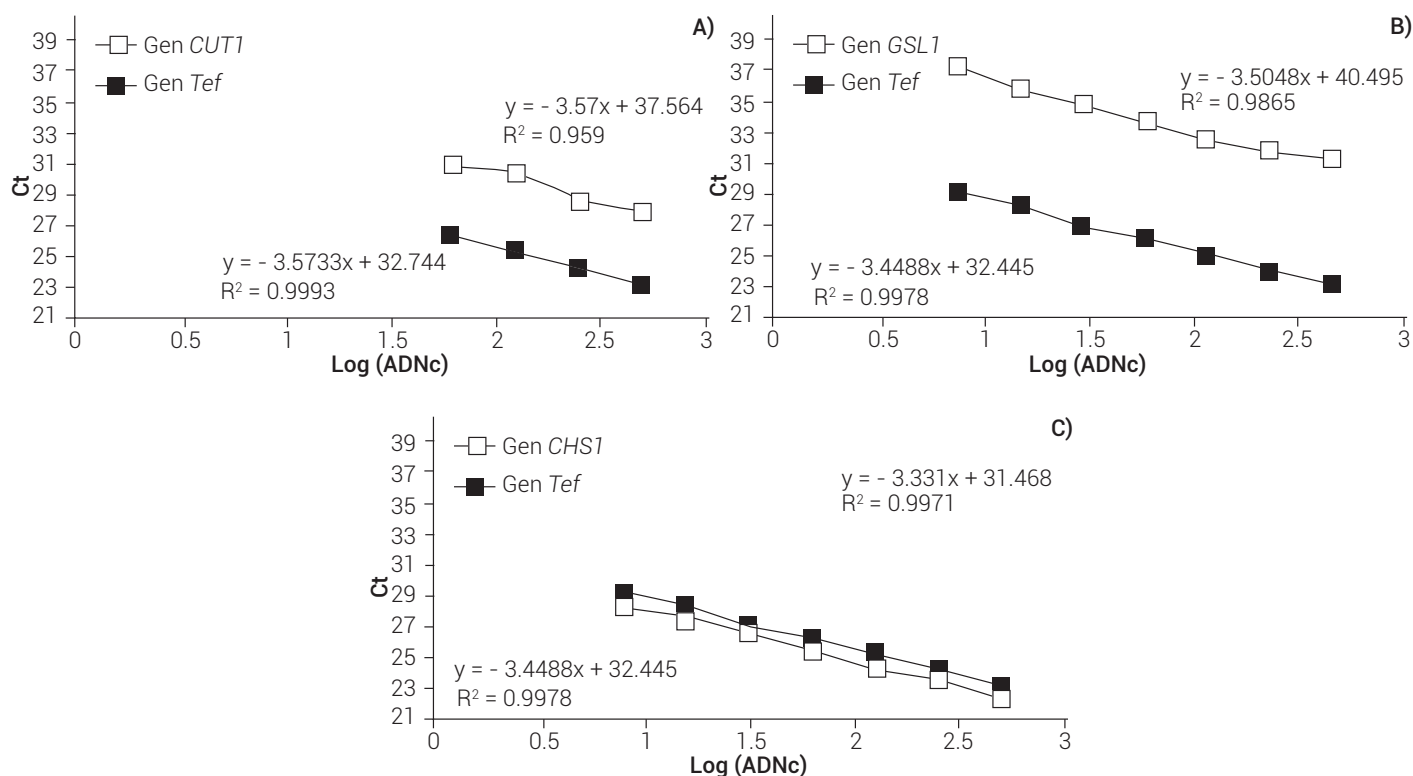 A)
39
37
35
33
31
29
27
25
23
21
Ct
Gen CUT1
Gen Tef
y = - 3.57x + 37.564
R² = 0.959
y = - 3.5733x + 32.744
R² = 0.9993
0 0.5 1 1.5 2 2.5 3
Log (ADNc)
B)
39
37
35
33
31
29
27
25
23
21
Ct
Gen GSL1
Gen Tef
y = - 3.5048x + 40.495
R² = 0.9865
y = - 3.4488x + 32.445
R² = 0.9978
0 0.5 1 1.5 2 2.5 3
Log (ADNc)
C)
39
37
35
33
31
29
27
25
23
21
Ct
Gen CHS1
Gen Tef
y = - 3.331x + 31.468
R² = 0.9971
y = - 3.4488x + 32.445
R² = 0.9978
0 0.5 1 1.5 2 2.5 3
Log (ADNc)